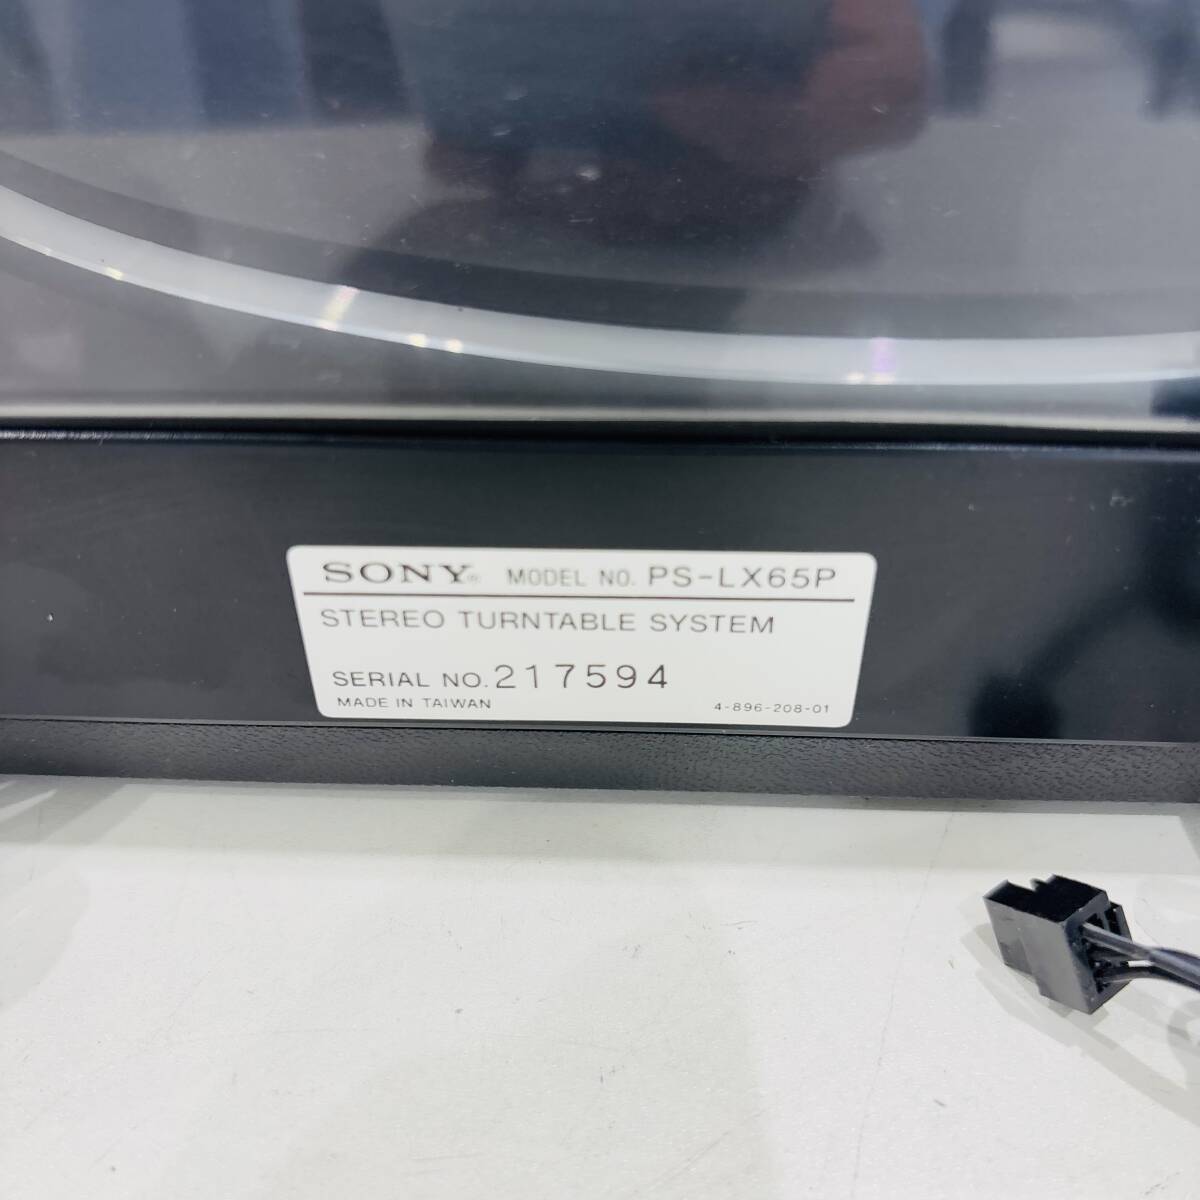 SONY® MODEL NO. PS-LX65P
STEREO TURNTABLE SYSTEM
SERIAL NO. 217594
MADE IN TAIWAN 4-896-208-01